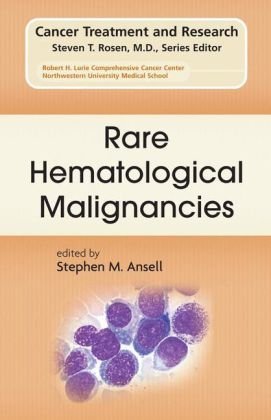 Cancer Treatment and Research
Steven T. Rosen, M.D., Series Editor
Robert H. Lurie Comprehensive Cancer Center
Northwestern University Medical School
Rare
Hematological
Malignancies
edited by
Stephen M. Ansell